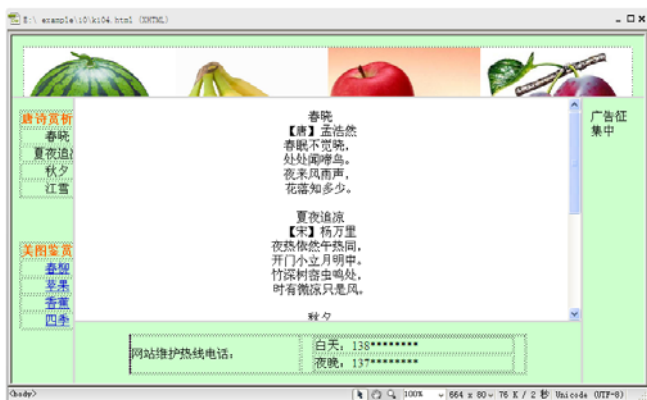 E:\ example\10\ki04.html (XHTML)
唐诗赏析
春晓
夏夜追凉
秋夕
江雪
美图鉴赏
苹果
香蕉
四季
春晓
【唐】孟浩然
春眠不觉晓，
处处闻啼鸟。
夜来风雨声，
花落知多少。
夏夜追凉
【宋】杨万里
夜热依然午热同，
开门小立月明中。
竹深树密虫鸣处，
时有微凉只是风。
秋夕
广告征
集中
网站维护热线电话：
白天：138********
夜晚：137********
<body>
100%
664 x 80
76 K / 2 秒
Unicode (UTF-8)